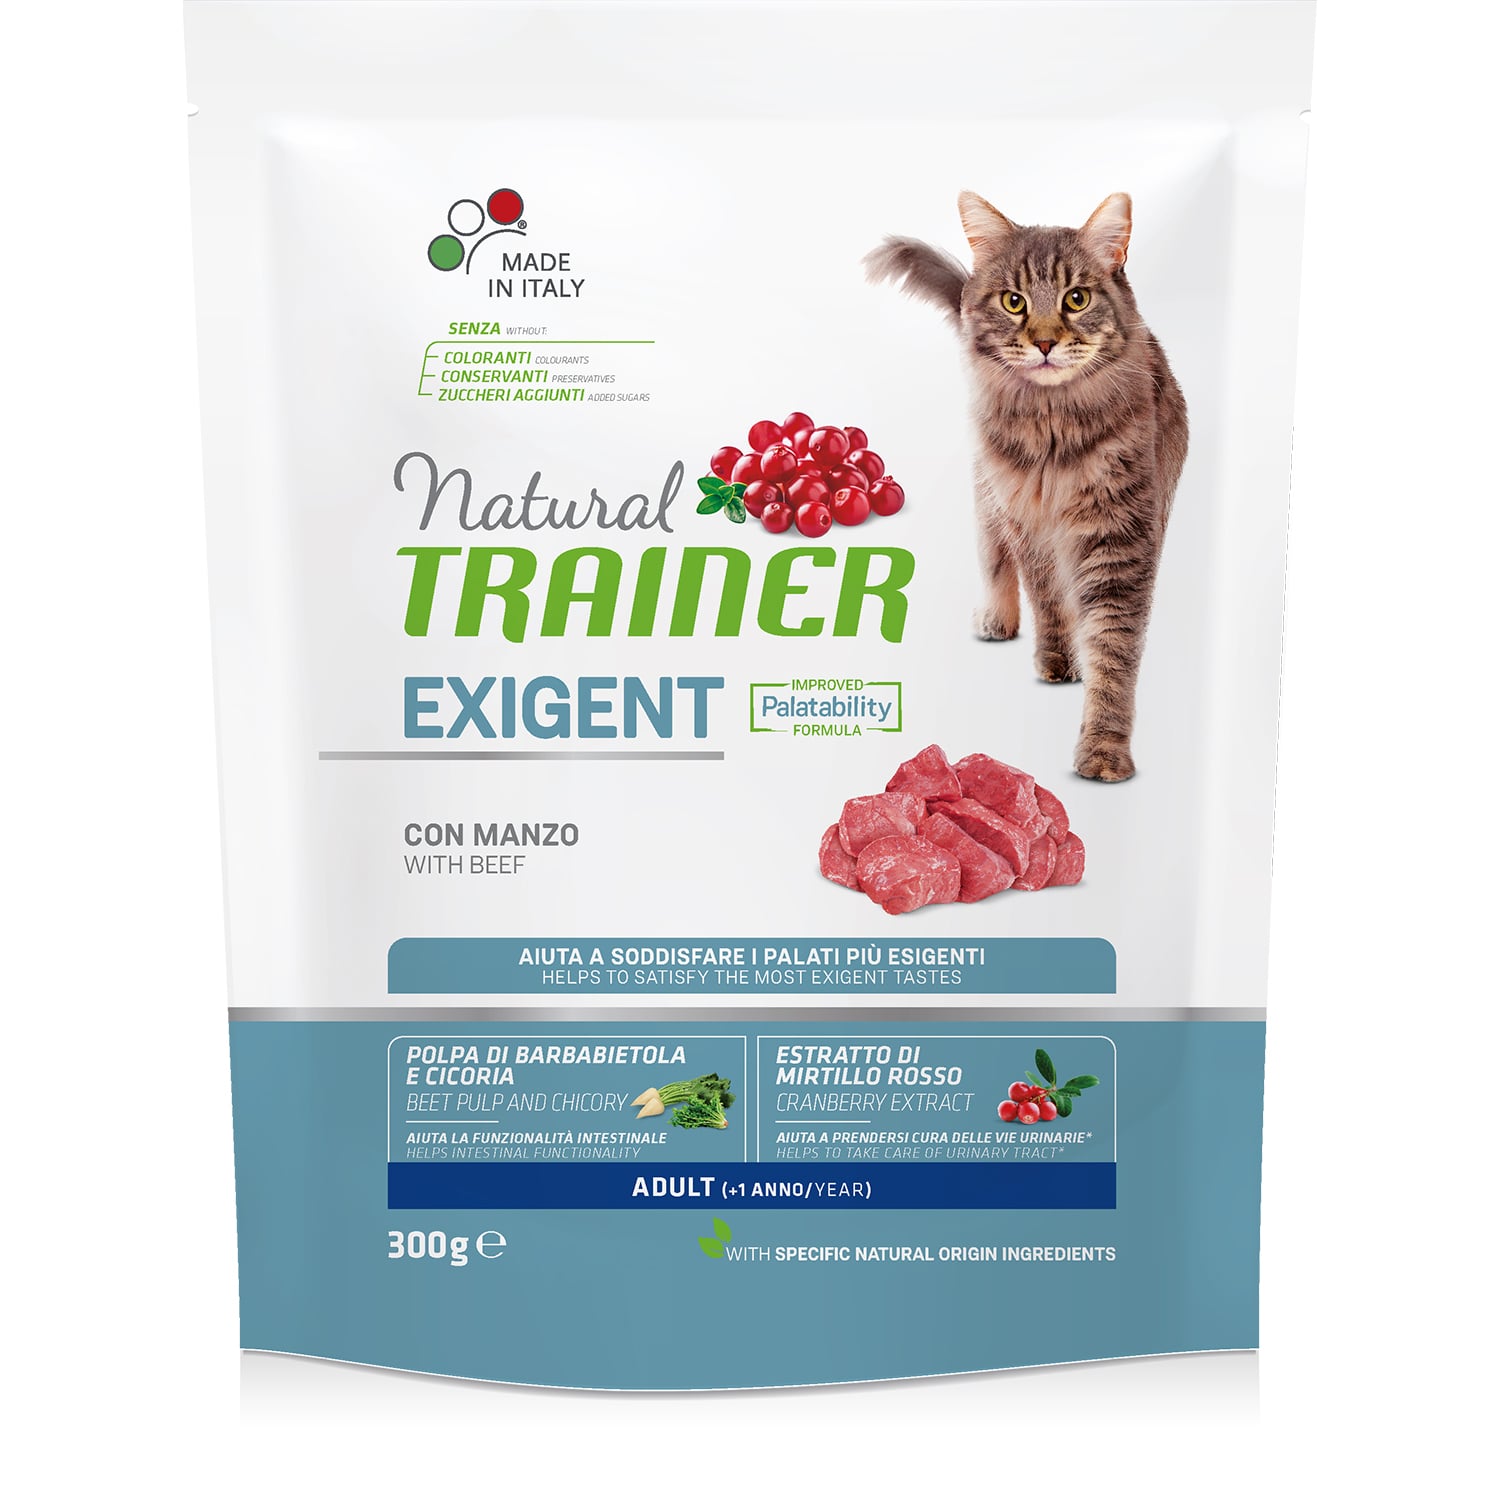 ®
MADE
IN ITALY
SENZA WITHOUT:
COLORANTI COLOURANTS
CONSERVANTI PRESERVATIVES
ZUCCHERI AGGIUNTI ADDED SUGARS
Natural
TRAINER
EXIGENT
IMPROVED
Palatability
FORMULA
CON MANZO
WITH BEEF
AIUTA A SODDISFARE I PALATI PIÙ ESIGENTI
HELPS TO SATISFY THE MOST EXIGENT TASTES
POLPA DI BARBABIETOLA
E CICORIA
BEET PULP AND CHICORY
AIUTA LA FUNZIONALITÀ INTESTINALE
HELPS INTESTINAL FUNCTIONALITY
ESTRATTO DI
MIRTILLO ROSSO
CRANBERRY EXTRACT
AIUTA A PRENDERSI CURA DELLE VIE URINARIE*
HELPS TO TAKE CARE OF URINARY TRACT*
ADULT (+1 ANNO/YEAR)
300g ℮
WITH SPECIFIC NATURAL ORIGIN INGREDIENTS